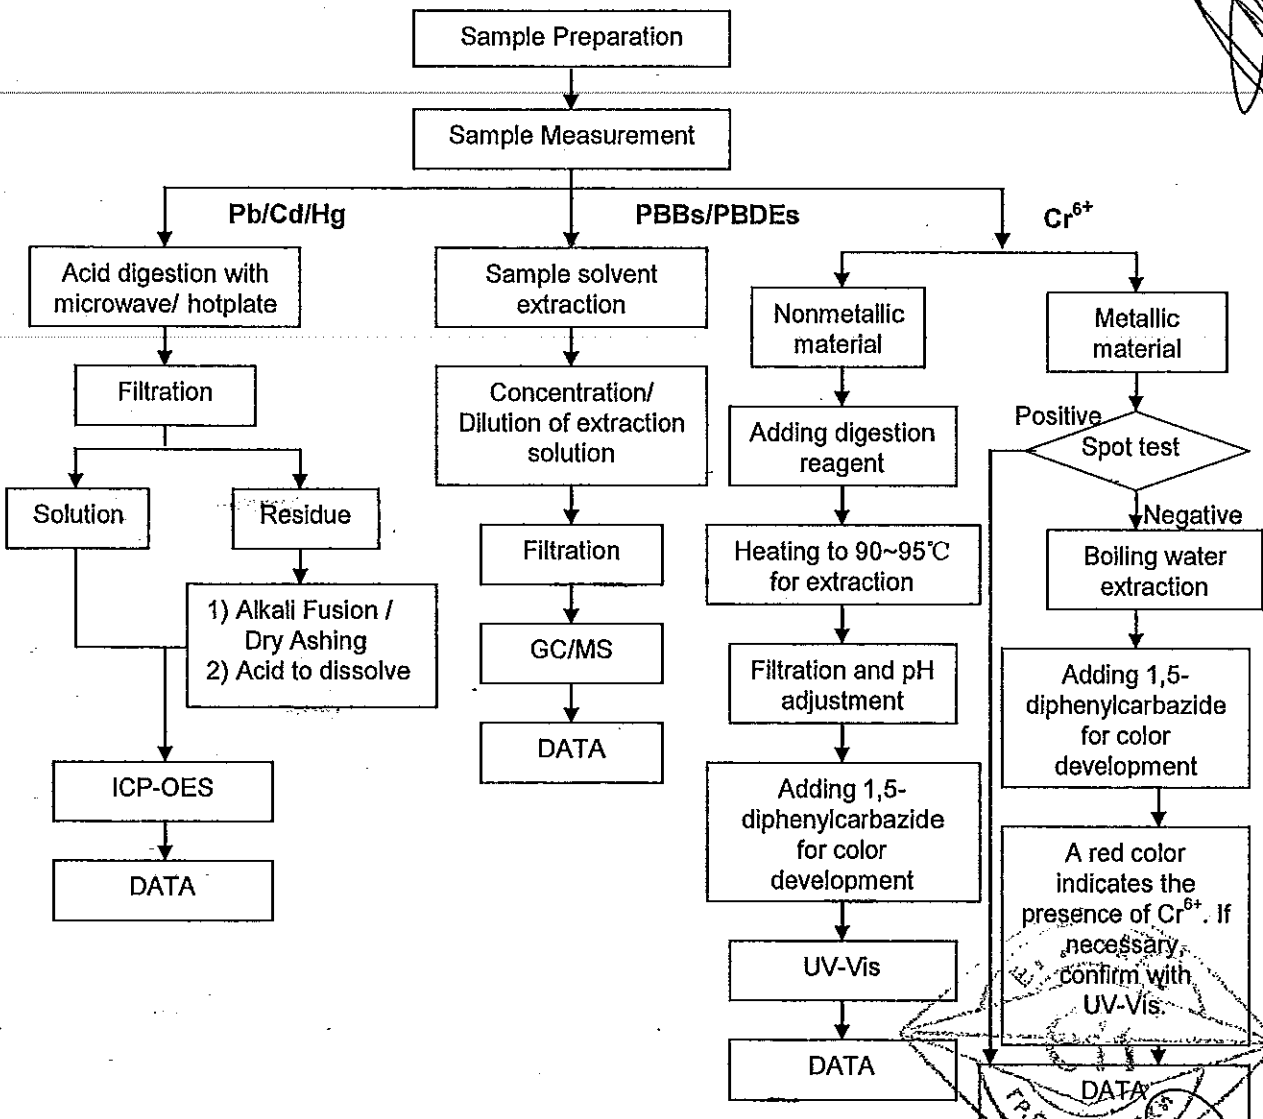 Sample Preparation
Sample Measurement
Pb/Cd/Hg
PBBs/PBDEs
Cr6+
Acid digestion with
microwave/ hotplate
Filtration
Solution
Residue
1) Alkali Fusion /
Dry Ashing
2) Acid to dissolve
ICP-OES
DATA
Sample solvent
extraction
Concentration/
Dilution of extraction
solution
Filtration
GC/MS
DATA
Nonmetallic
material
Adding digestion
reagent
Heating to 90~95℃
for extraction
Filtration and pH
adjustment
Adding 1,5-
diphenylcarbazide
for color
development
UV-Vis
DATA
Metallic
material
Positive
Spot test
Negative
Boiling water
extraction
Adding 1,5-
diphenylcarbazide
for color
development
A red color
indicates the
presence of Cr6+. If
necessary,
confirm with
UV-Vis.
DATA